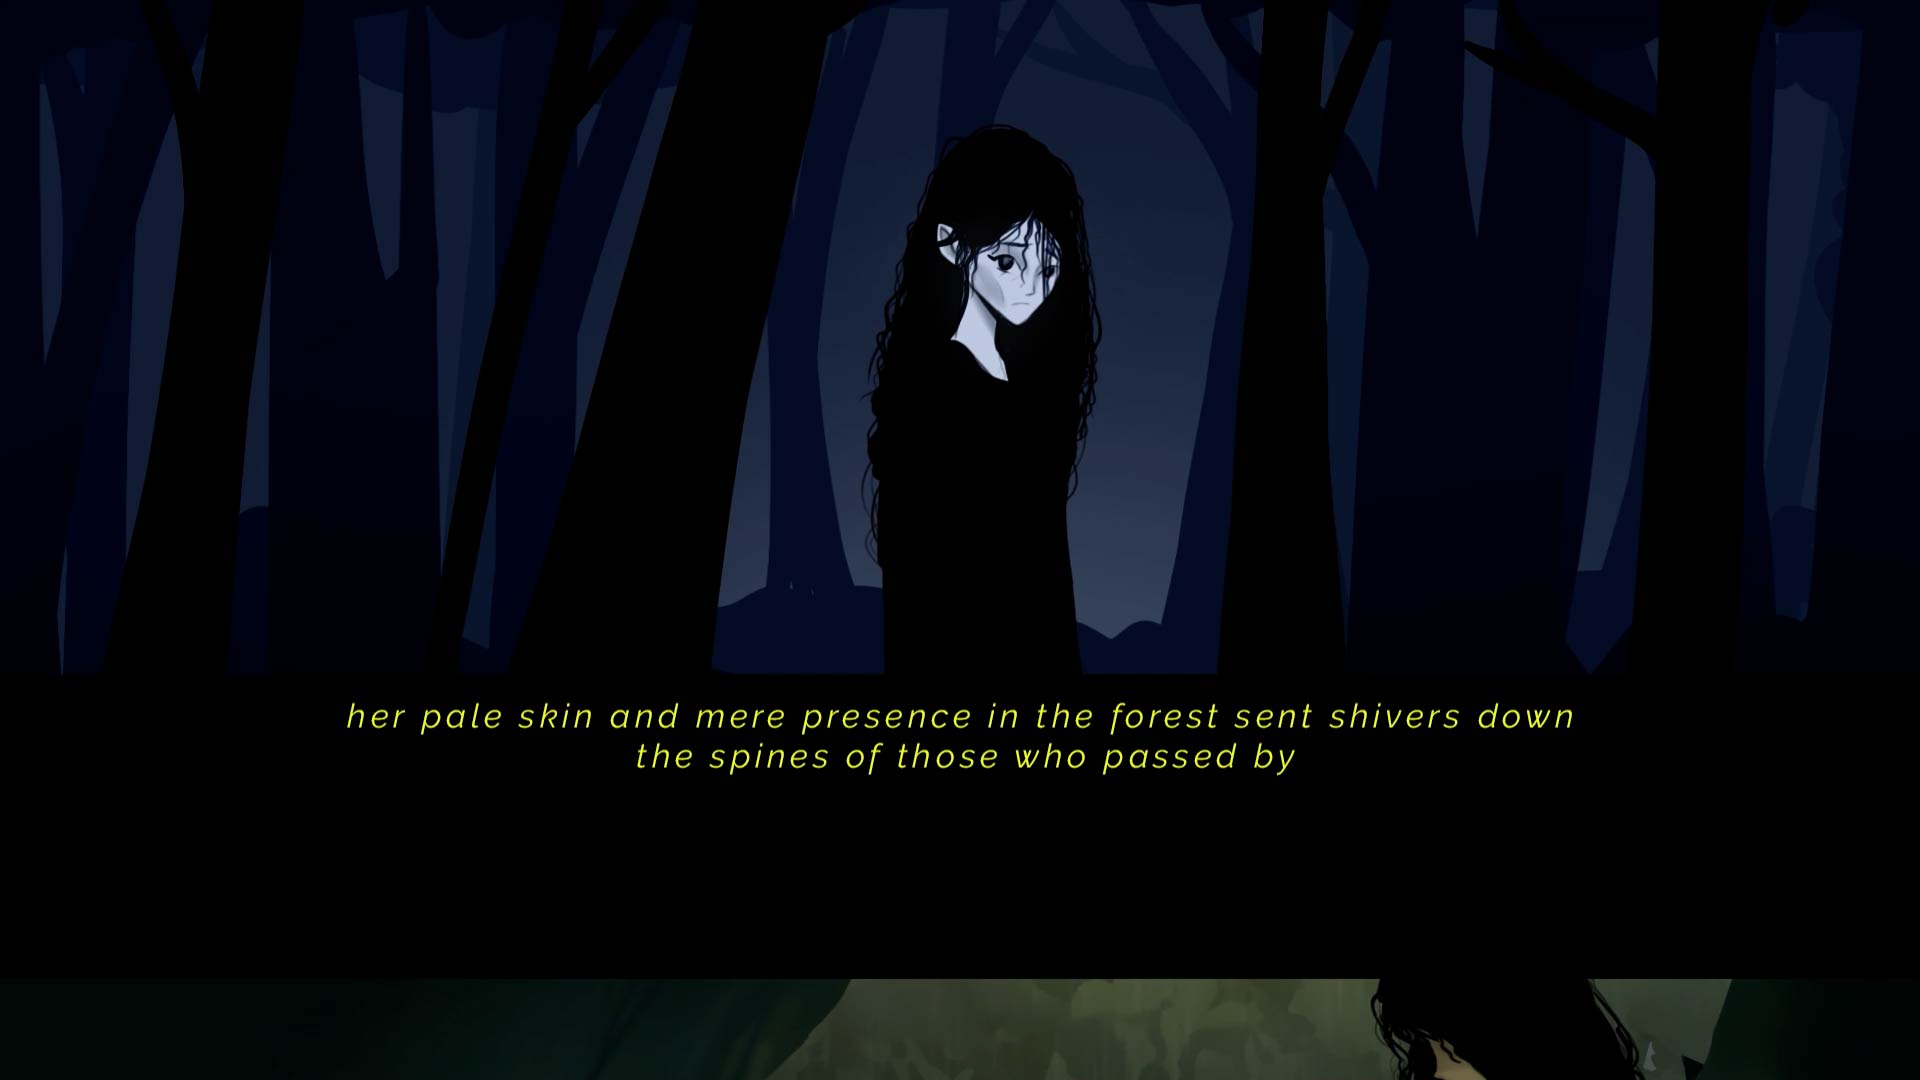 her pale skin and mere presence in the forest sent shivers down
the spines of those who passed by